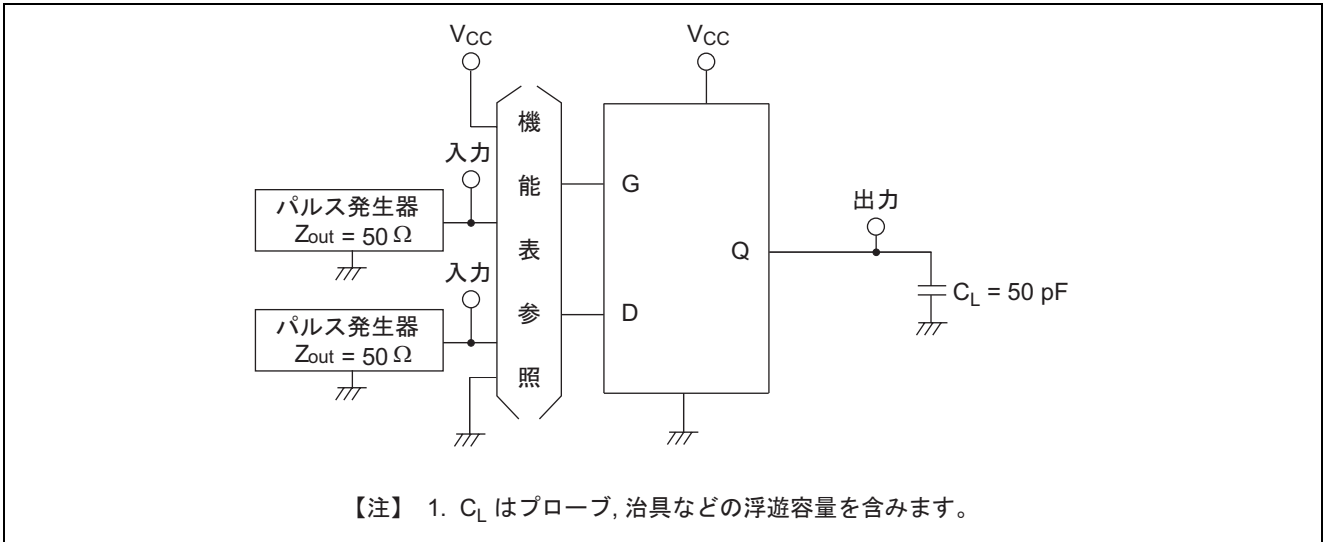 VCC
VCC
機能表参照
入力
パルス発生器
Zout = 50 Ω
入力
パルス発生器
Zout = 50 Ω
G
D
Q
出力
CL = 50 pF
【注】 1. CL はプローブ, 治具などの浮遊容量を含みます。